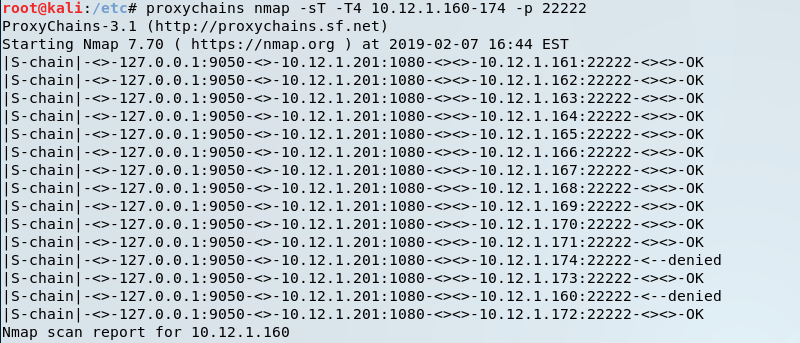 root@kali:/etc# proxychains nmap -sT -T4 10.12.1.160-174 -p 22222
ProxyChains-3.1 (http://proxychains.sf.net)
Starting Nmap 7.70 ( https://nmap.org ) at 2019-02-07 16:44 EST
|S-chain|-<>-127.0.0.1:9050-<>-10.12.1.201:1080-<><>-10.12.1.161:22222-<><>-OK
|S-chain|-<>-127.0.0.1:9050-<>-10.12.1.201:1080-<><>-10.12.1.162:22222-<><>-OK
|S-chain|-<>-127.0.0.1:9050-<>-10.12.1.201:1080-<><>-10.12.1.163:22222-<><>-OK
|S-chain|-<>-127.0.0.1:9050-<>-10.12.1.201:1080-<><>-10.12.1.164:22222-<><>-OK
|S-chain|-<>-127.0.0.1:9050-<>-10.12.1.201:1080-<><>-10.12.1.165:22222-<><>-OK
|S-chain|-<>-127.0.0.1:9050-<>-10.12.1.201:1080-<><>-10.12.1.166:22222-<><>-OK
|S-chain|-<>-127.0.0.1:9050-<>-10.12.1.201:1080-<><>-10.12.1.167:22222-<><>-OK
|S-chain|-<>-127.0.0.1:9050-<>-10.12.1.201:1080-<><>-10.12.1.168:22222-<><>-OK
|S-chain|-<>-127.0.0.1:9050-<>-10.12.1.201:1080-<><>-10.12.1.169:22222-<><>-OK
|S-chain|-<>-127.0.0.1:9050-<>-10.12.1.201:1080-<><>-10.12.1.170:22222-<><>-OK
|S-chain|-<>-127.0.0.1:9050-<>-10.12.1.201:1080-<><>-10.12.1.171:22222-<><>-OK
|S-chain|-<>-127.0.0.1:9050-<>-10.12.1.201:1080-<><>-10.12.1.174:22222-<--denied
|S-chain|-<>-127.0.0.1:9050-<>-10.12.1.201:1080-<><>-10.12.1.173:22222-<><>-OK
|S-chain|-<>-127.0.0.1:9050-<>-10.12.1.201:1080-<><>-10.12.1.160:22222-<--denied
|S-chain|-<>-127.0.0.1:9050-<>-10.12.1.201:1080-<><>-10.12.1.172:22222-<><>-OK
Nmap scan report for 10.12.1.160